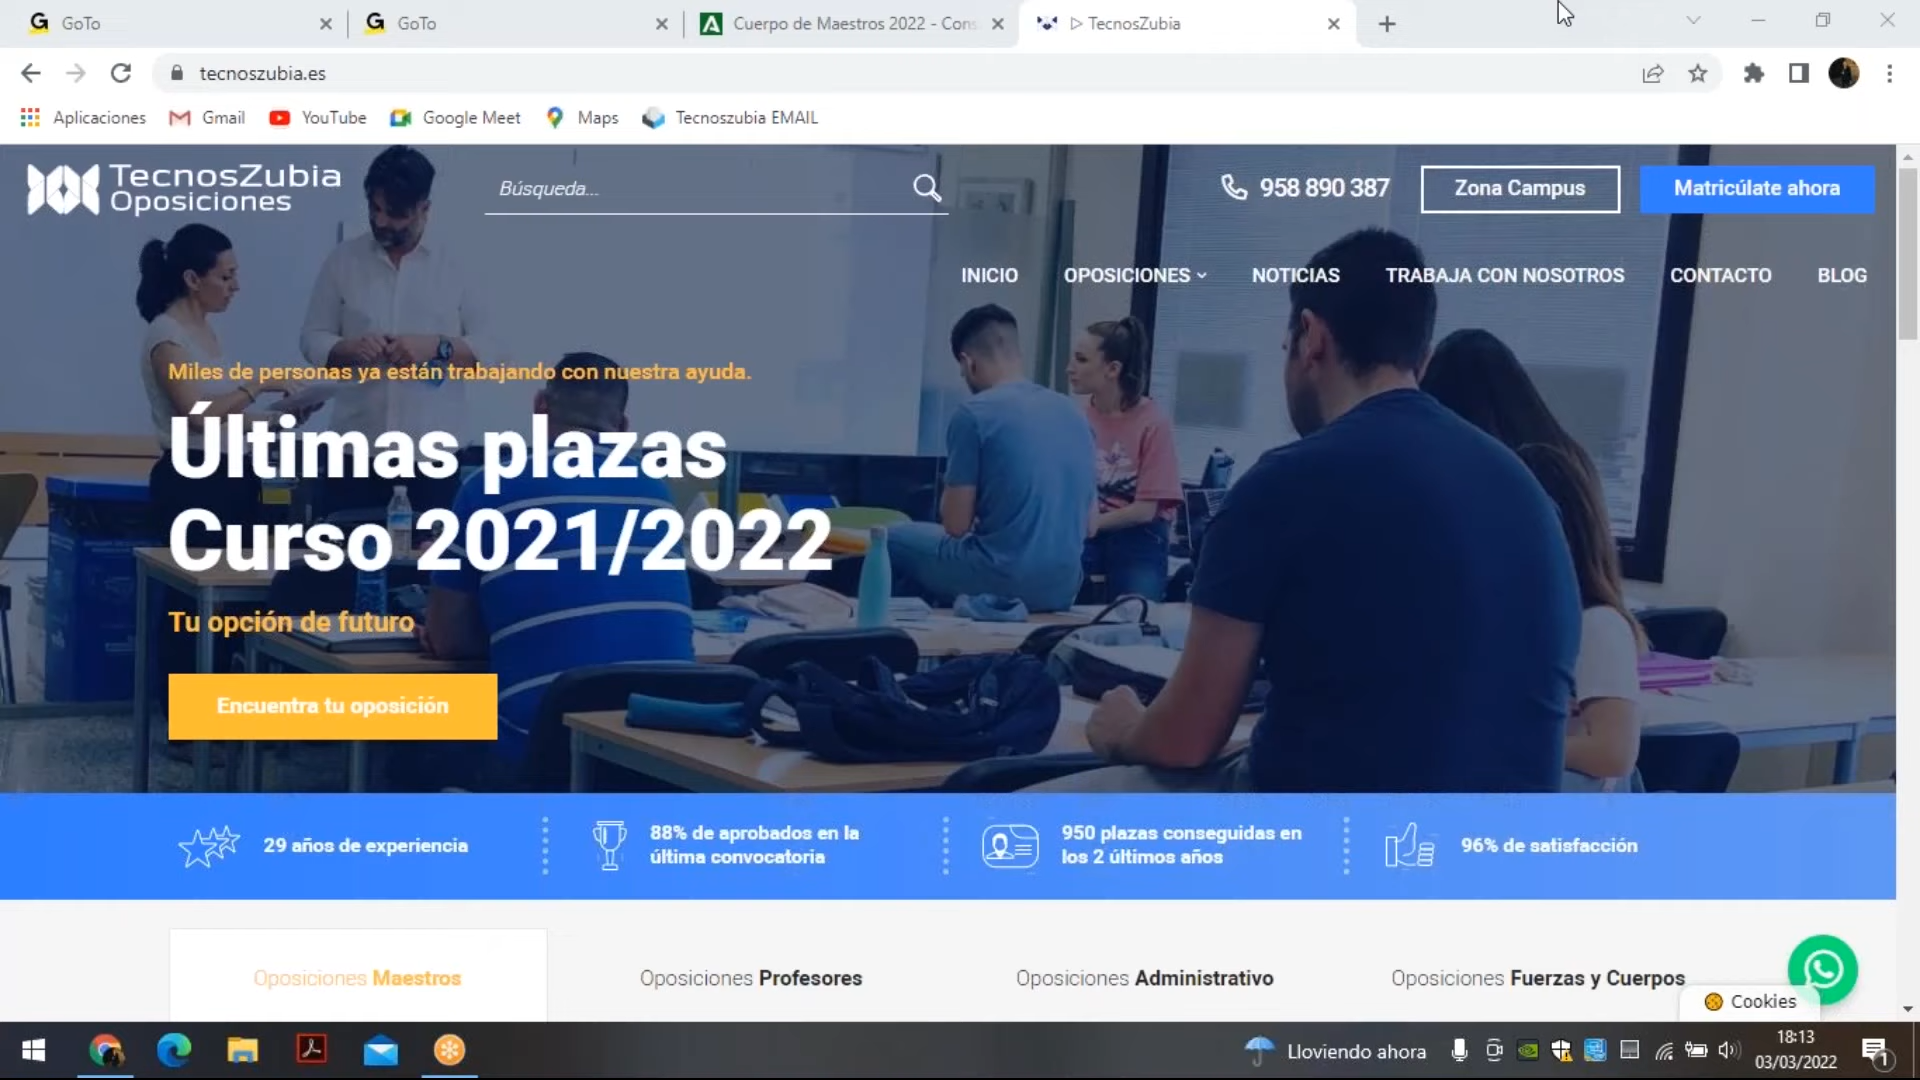 GoTo
GoTo
Cuerpo de Maestros 2022 - Cons
▷ TecnosZubia
tecnoszubia.es
Aplicaciones
Gmail
YouTube
Google Meet
Maps
Tecnoszubia EMAIL
TecnosZubia
Oposiciones
Búsqueda...
958 890 387
Zona Campus
Matricúlate ahora
INICIO
OPOSICIONES
NOTICIAS
TRABAJA CON NOSOTROS
CONTACTO
BLOG
Miles de personas ya están trabajando con nuestra ayuda.
Últimas plazas
Curso 2021/2022
Tu opción de futuro
Encuentra tu oposición
29 años de experiencia
88% de aprobados en la
última convocatoria
950 plazas conseguidas en
los 2 últimos años
96% de satisfacción
Oposiciones Maestros
Oposiciones Profesores
Oposiciones Administrativo
Oposiciones Fuerzas y Cuerpos
Cookies
Lloviendo ahora
18:13
03/03/2022
1